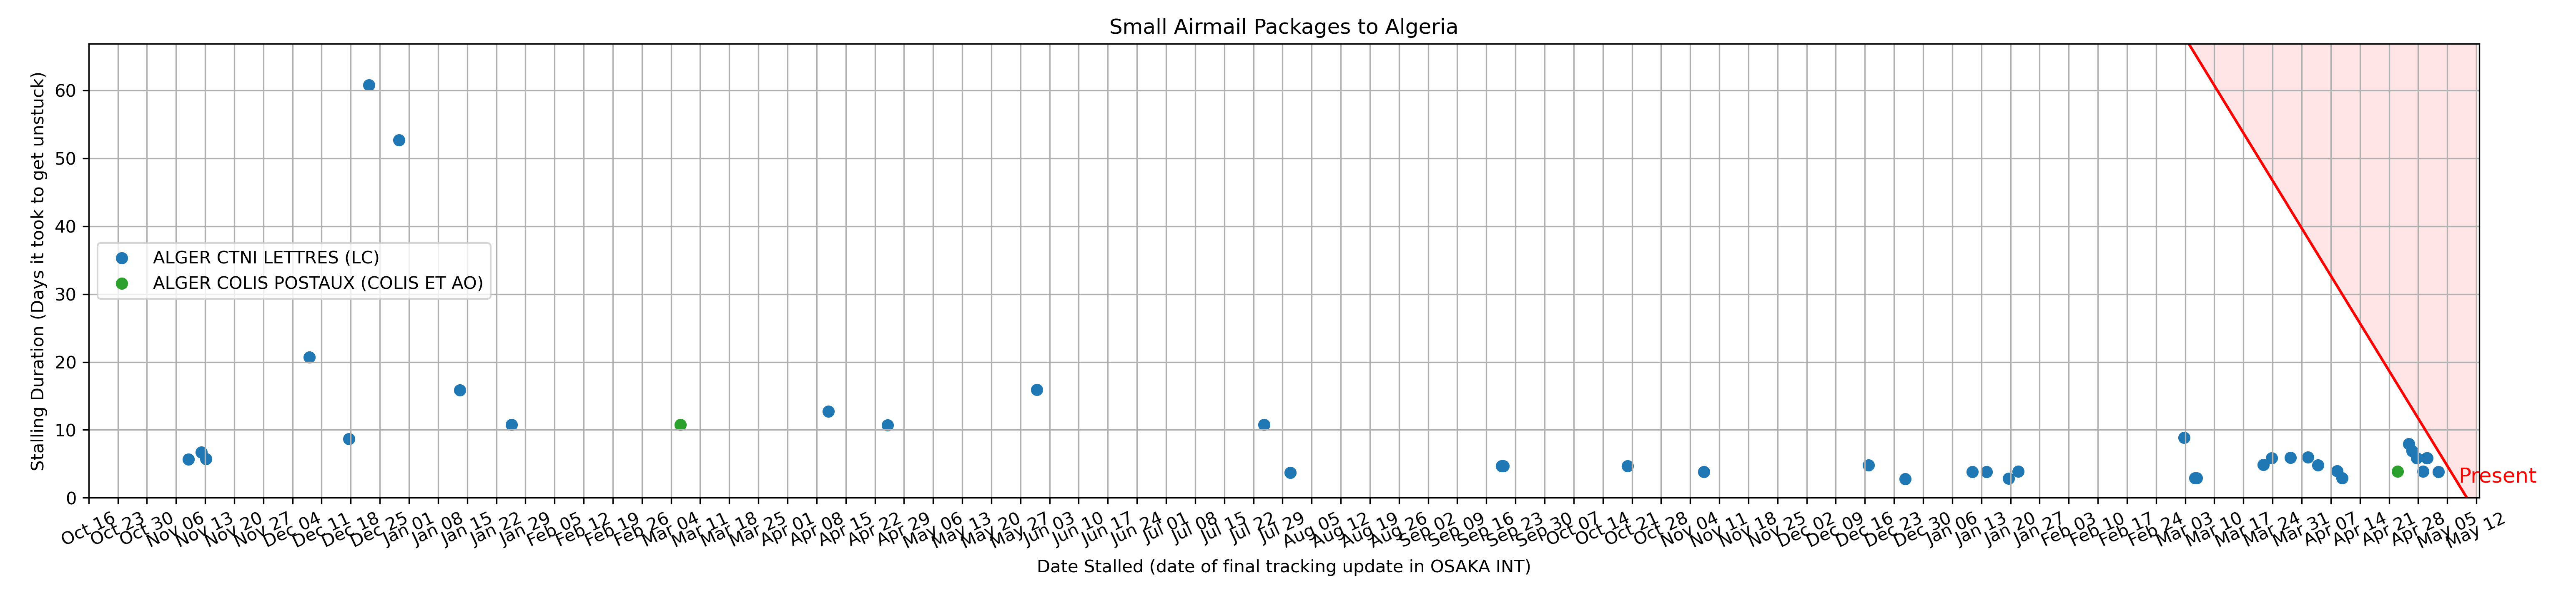 Small Airmail Packages to Algeria
Stalling Duration (Days it took to get unstuck)
60
50
40
30
20
10
0
ALGER CTNI LETTRES (LC)
ALGER COLIS POSTAUX (COLIS ET AO)
Present
Oct 16
Oct 23
Oct 30
Nov 06
Nov 13
Nov 20
Nov 27
Dec 04
Dec 11
Dec 18
Dec 25
Jan 01
Jan 08
Jan 15
Jan 22
Jan 29
Feb 05
Feb 12
Feb 19
Feb 26
Mar 04
Mar 11
Mar 18
Mar 25
Apr 01
Apr 08
Apr 15
Apr 22
Apr 29
May 06
May 13
May 20
May 27
Jun 03
Jun 10
Jun 17
Jun 24
Jul 01
Jul 08
Jul 15
Jul 22
Jul 29
Aug 05
Aug 12
Aug 19
Aug 26
Sep 02
Sep 09
Sep 16
Sep 23
Sep 30
Oct 07
Oct 14
Oct 21
Oct 28
Nov 04
Nov 11
Nov 18
Nov 25
Dec 02
Dec 09
Dec 16
Dec 23
Dec 30
Jan 06
Jan 13
Jan 20
Jan 27
Feb 03
Feb 10
Feb 17
Feb 24
Mar 03
Mar 10
Mar 17
Mar 24
Mar 31
Apr 07
Apr 14
Apr 21
Apr 28
May 05
May 12
Date Stalled (date of final tracking update in OSAKA INT)